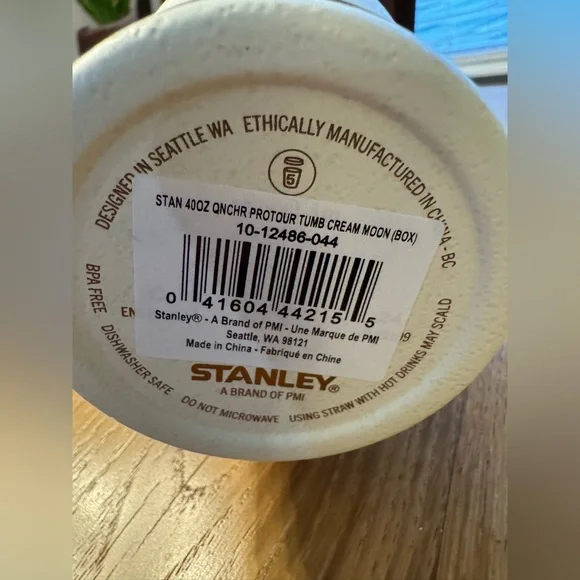 DESIGNED IN SEATTLE WA ETHICALLY MANUFACTURED IN CHINA - BC
5
STAN 40OZ QNCHR PROTOUR TUMB CREAM MOON (BOX)
10-12486-044
0 41604 44215 5
Stanley® - A Brand of PMI - Une Marque de PMI
Seattle, WA 98121
Made in China - Fabriqué en Chine
STANLEY®
A BRAND OF PMI
BPA FREE DISHWASHER SAFE DO NOT MICROWAVE USING STRAW WITH HOT DRINKS MAY SCALD